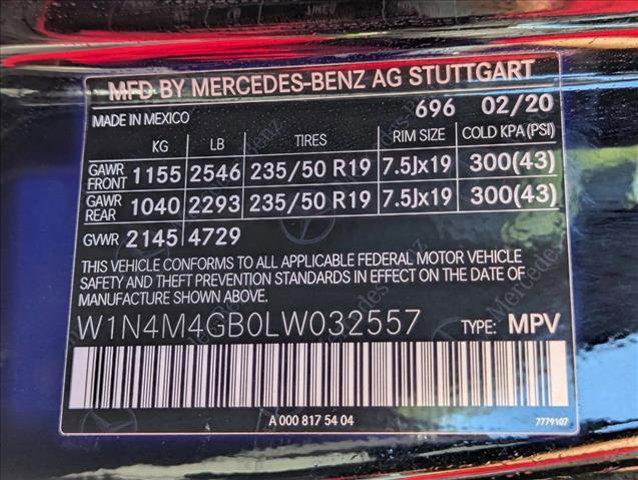 MFD BY MERCEDES-BENZ AG STUTTGART
MADE IN MEXICO 696 02/20
KG LB TIRES RIM SIZE COLD KPA(PSI)
GAWR FRONT 1155 2546 235/50 R19 7.5Jx19 300(43)
GAWR REAR 1040 2293 235/50 R19 7.5Jx19 300(43)
GVWR 2145 4729
THIS VEHICLE CONFORMS TO ALL APPLICABLE FEDERAL MOTOR VEHICLE
SAFETY AND THEFT PREVENTION STANDARDS IN EFFECT ON THE DATE OF
MANUFACTURE SHOWN ABOVE.
W1N4M4GB0LW032557 TYPE: MPV
A 000 817 54 04 7779107